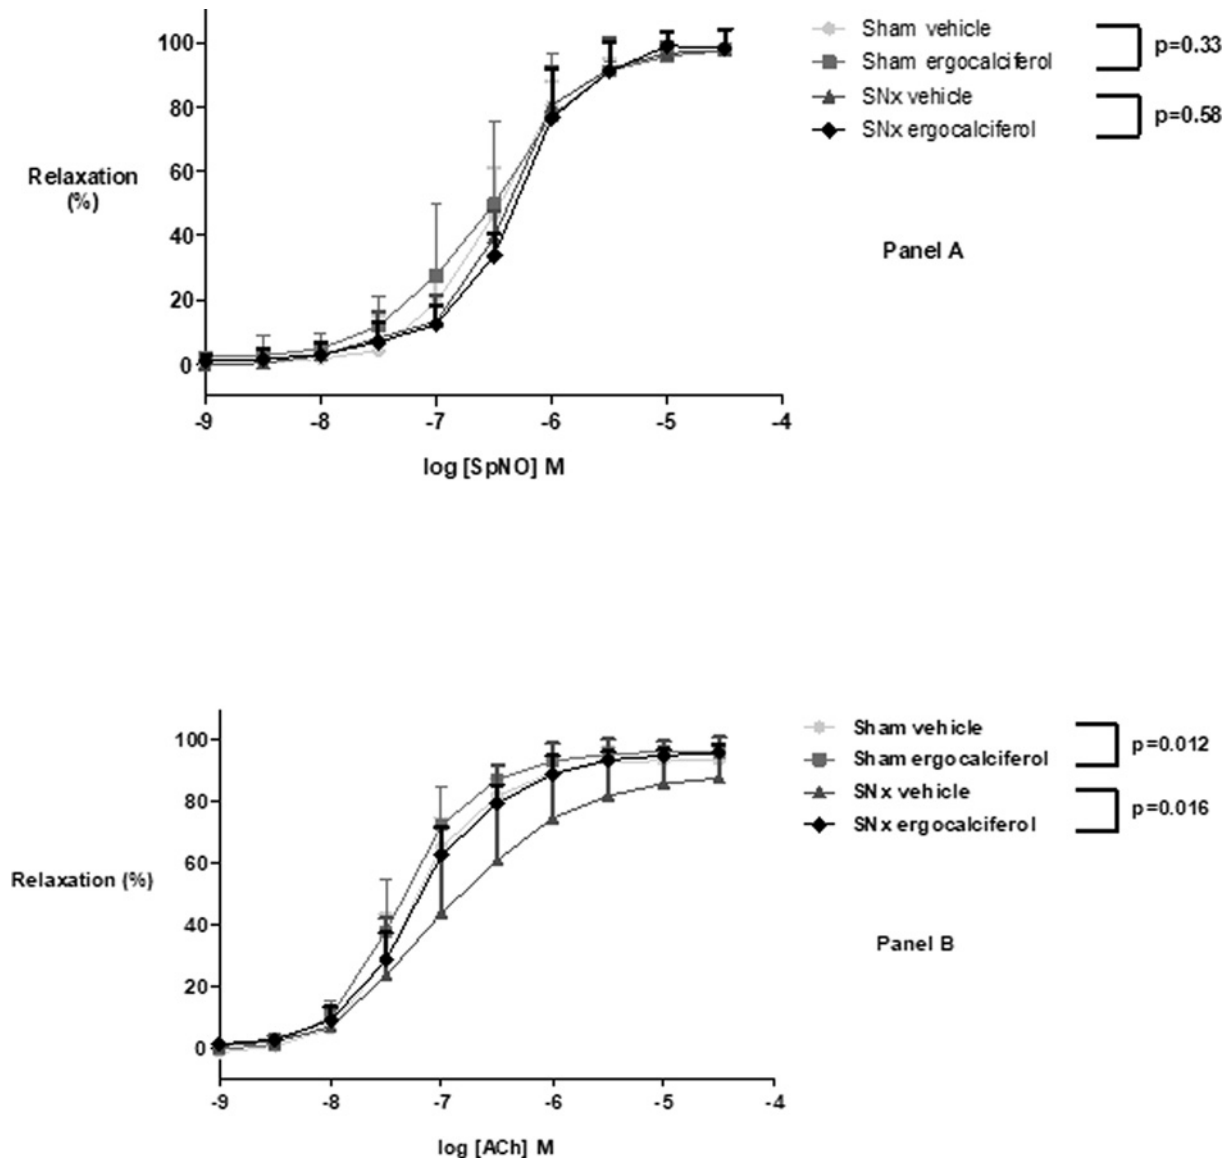 100
80
60
40
20
0
Relaxation
(%)
-9 -8 -7 -6 -5 -4
log [SpNO] M
Sham vehicle
Sham ergocalciferol
SNx vehicle
SNx ergocalciferol
p=0.33
p=0.58
Panel A
100
80
60
40
20
0
Relaxation (%)
-9 -8 -7 -6 -5 -4
log [ACh] M
Sham vehicle
Sham ergocalciferol
SNx vehicle
SNx ergocalciferol
p=0.012
p=0.016
Panel B